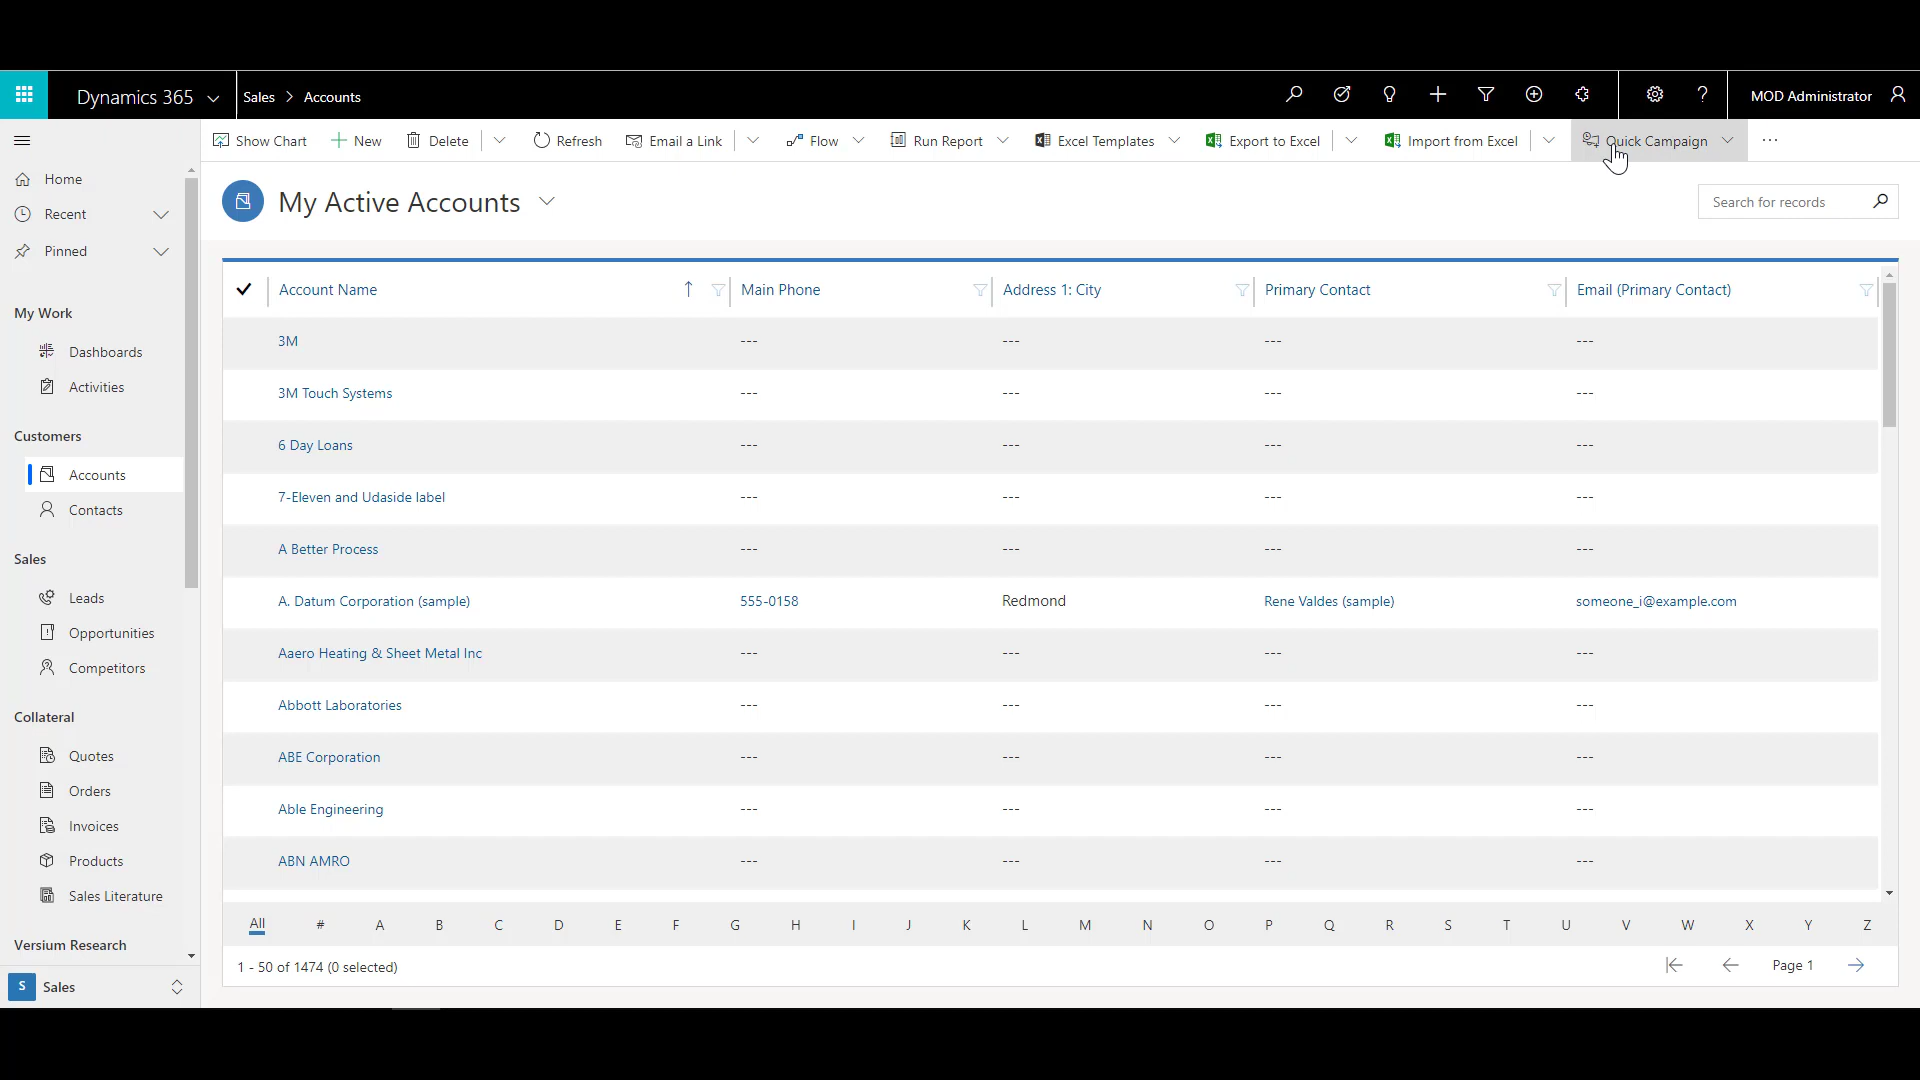 Dynamics 365 Sales > Accounts MOD Administrator
Show Chart New Delete Refresh Email a Link Flow Run Report Excel Templates Export to Excel Import from Excel Quick Campaign ...
Home
Recent
Pinned
My Work
Dashboards
Activities
Customers
Accounts
Contacts
Sales
Leads
Opportunities
Competitors
Collateral
Quotes
Orders
Invoices
Products
Sales Literature
Versium Research
S Sales
My Active Accounts
Search for records
Account Name Main Phone Address 1: City Primary Contact Email (Primary Contact)
3M --- --- --- ---
3M Touch Systems --- --- --- ---
6 Day Loans --- --- --- ---
7-Eleven and Udaside label --- --- --- ---
A Better Process --- --- --- ---
A. Datum Corporation (sample) 555-0158 Redmond Rene Valdes (sample) someone_i@example.com
Aaero Heating & Sheet Metal Inc --- --- --- ---
Abbott Laboratories --- --- --- ---
ABE Corporation --- --- --- ---
Able Engineering --- --- --- ---
ABN AMRO --- --- --- ---
All # A B C D E F G H I J K L M N O P Q R S T U V W X Y Z
1 - 50 of 1474 (0 selected) Page 1